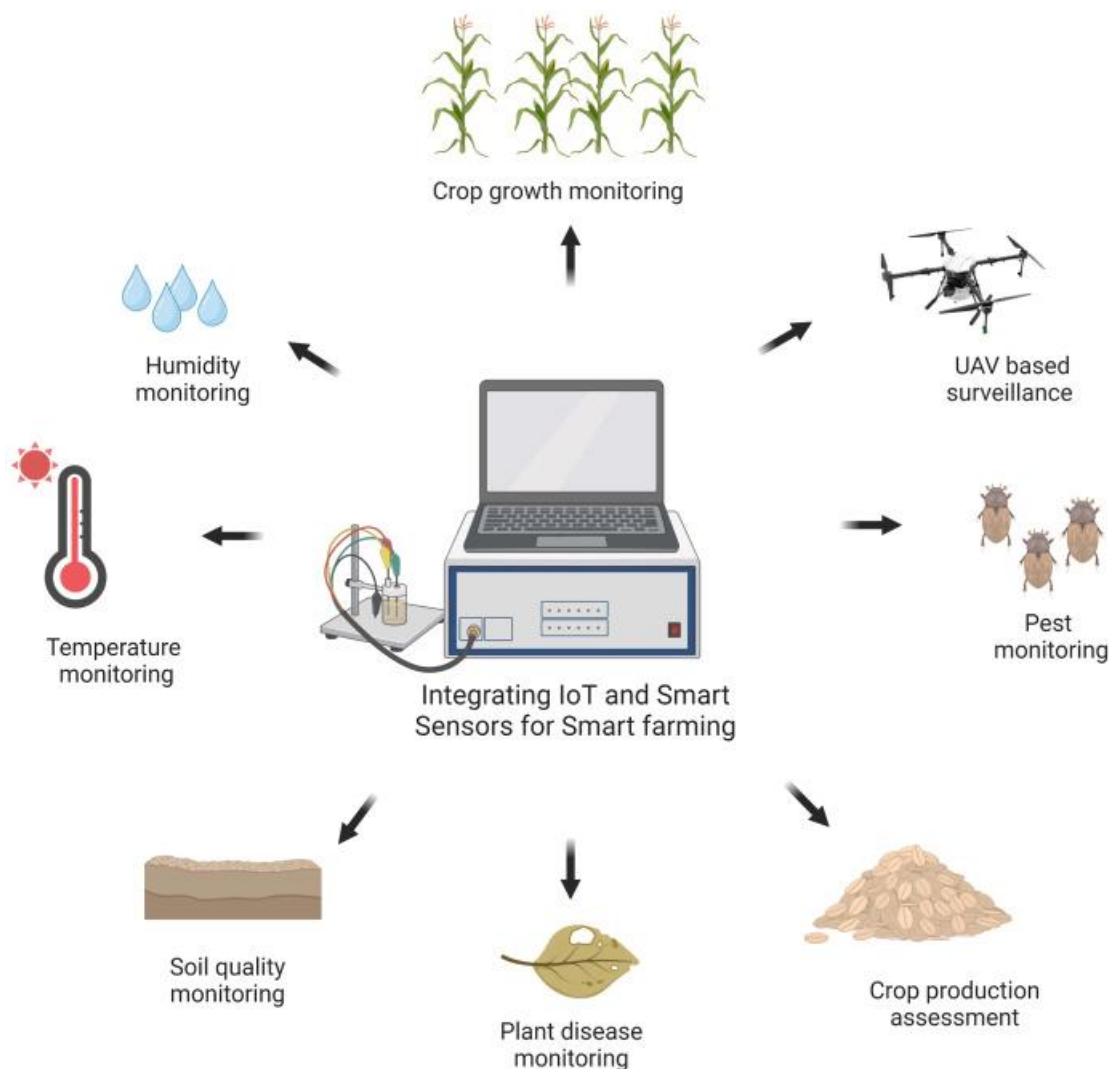 Crop growth monitoring
Humidity
monitoring
UAV based
surveillance
Temperature
monitoring
Pest
monitoring
Integrating IoT and Smart
Sensors for Smart farming
Soil quality
monitoring
Plant disease
monitoring
Crop production
assessment